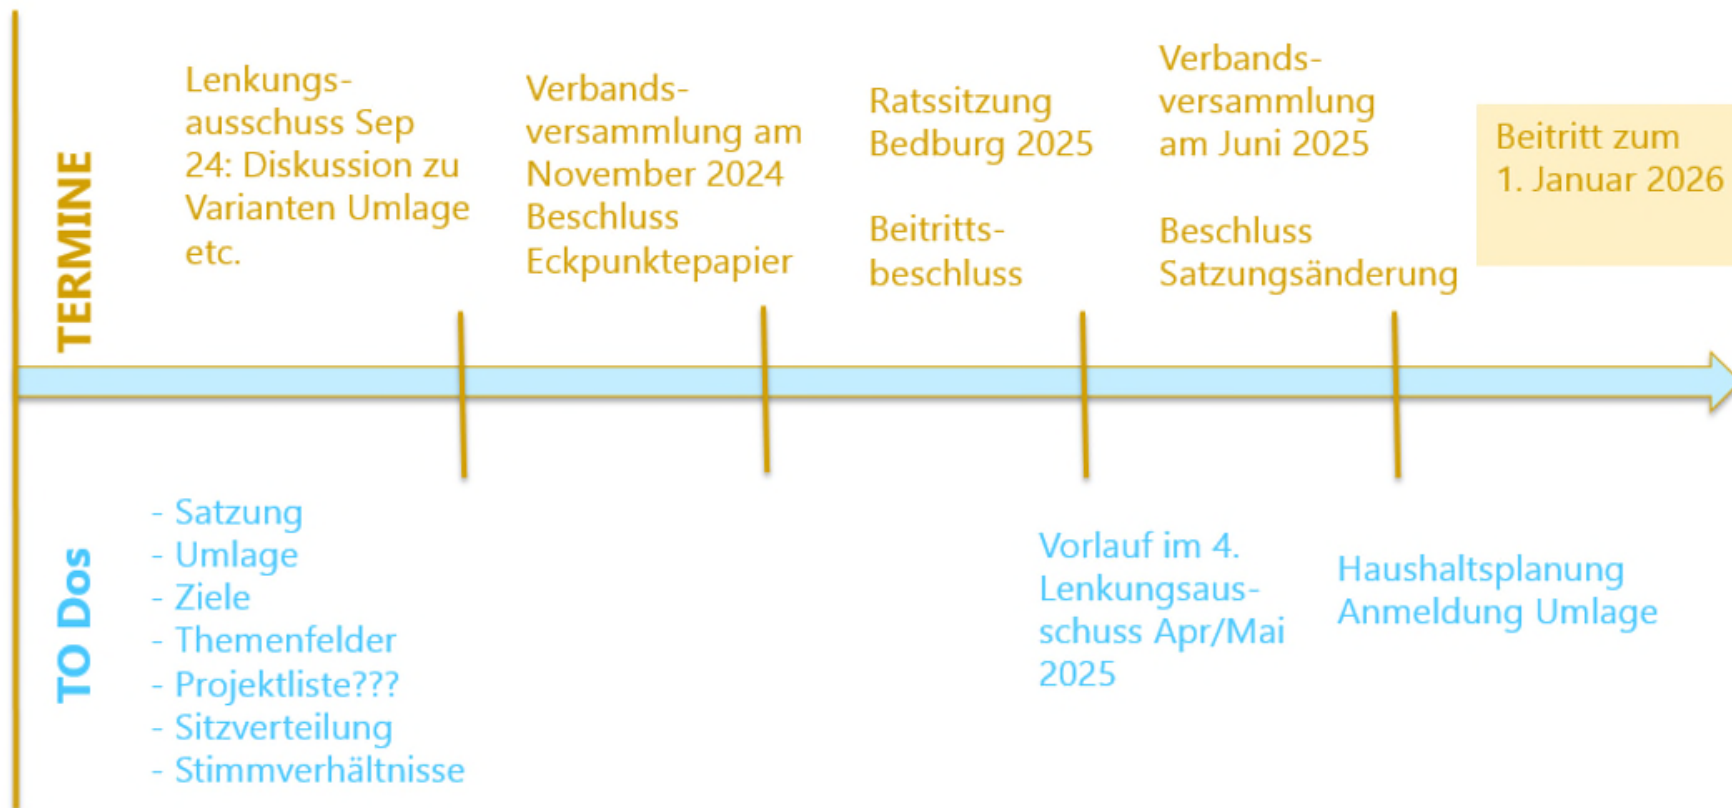 TERMINE
Lenkungs-
ausschuss Sep
24: Diskussion zu
Varianten Umlage
etc.
Verbands-
versammlung am
November 2024
Beschluss
Eckpunktepapier
Ratssitzung
Bedburg 2025
Beitritts-
beschluss
Verbands-
versammlung
am Juni 2025
Beschluss
Satzungsänderung
Beitritt zum
1. Januar 2026
TO Dos
- Satzung
- Umlage
- Ziele
- Themenfelder
- Projektliste???
- Sitzverteilung
- Stimmverhältnisse
Vorlauf im 4.
Lenkungsaus-
schuss Apr/Mai
2025
Haushaltsplanung
Anmeldung Umlage